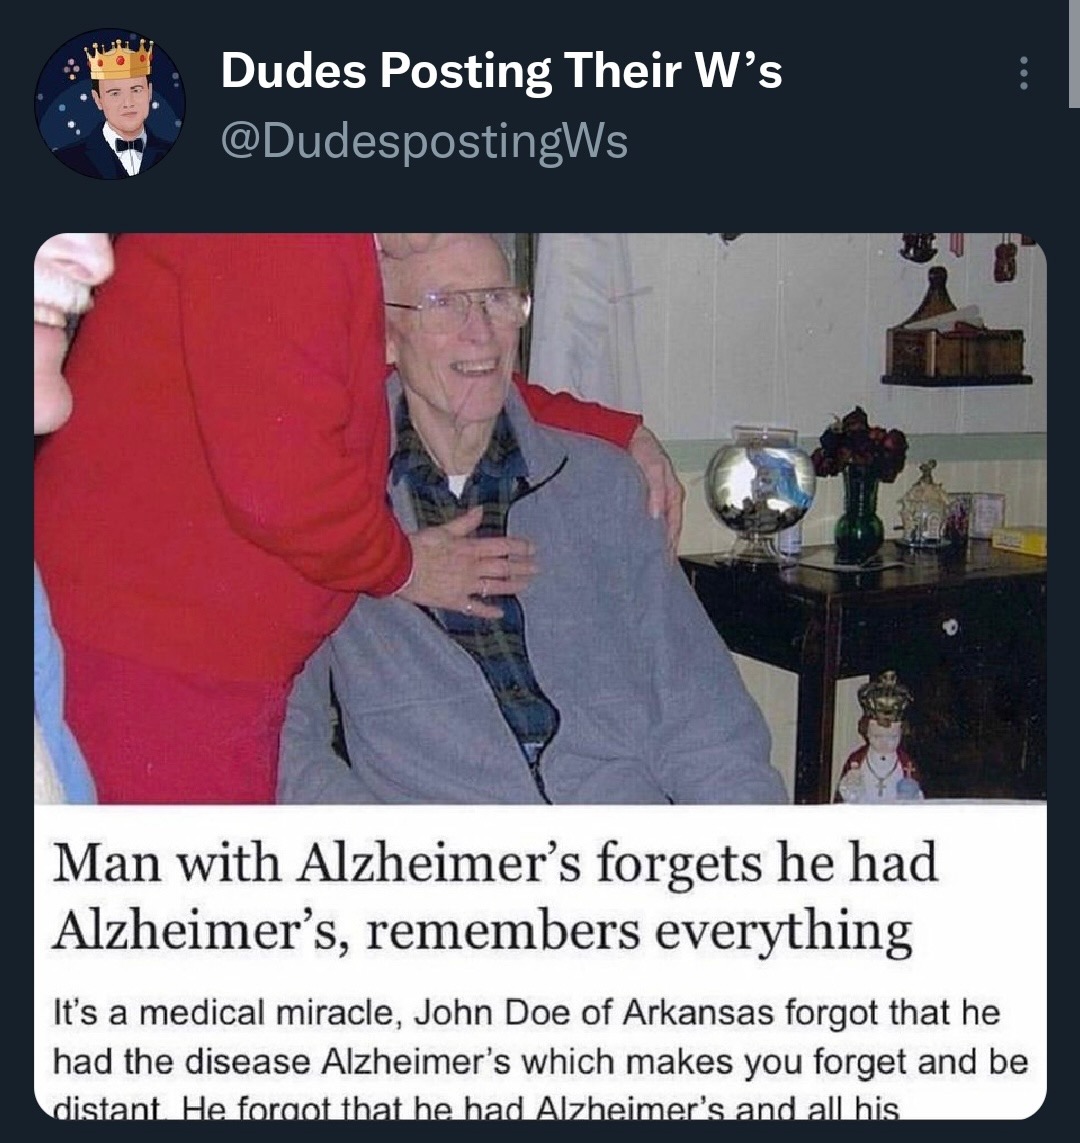 Dudes Posting Their W’s
@DudespostingWs
Man with Alzheimer’s forgets he had
Alzheimer’s, remembers everything
It’s a medical miracle, John Doe of Arkansas forgot that he
had the disease Alzheimer’s which makes you forget and be
distant. He forgot that he had Alzheimer’s and all his